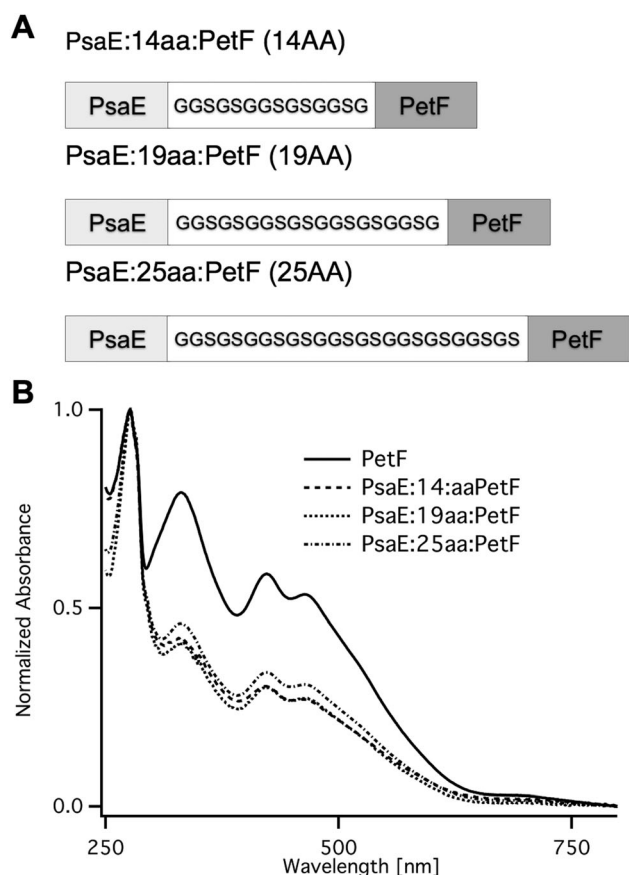 A
PsaE:14aa:PetF (14AA)
PsaE GGSGSGGSGSGGSG PetF
PsaE:19aa:PetF (19AA)
PsaE GGSGSGGSGSGGSGSGGSG PetF
PsaE:25aa:PetF (25AA)
PsaE GGSGSGGSGSGGSGSGGSGSGGSGS PetF
B
1.0
0.5
0.0
Normalized Absorbance
PetF
PsaE:14:aaPetF
PsaE:19aa:PetF
PsaE:25aa:PetF
250
500
750
Wavelength [nm]